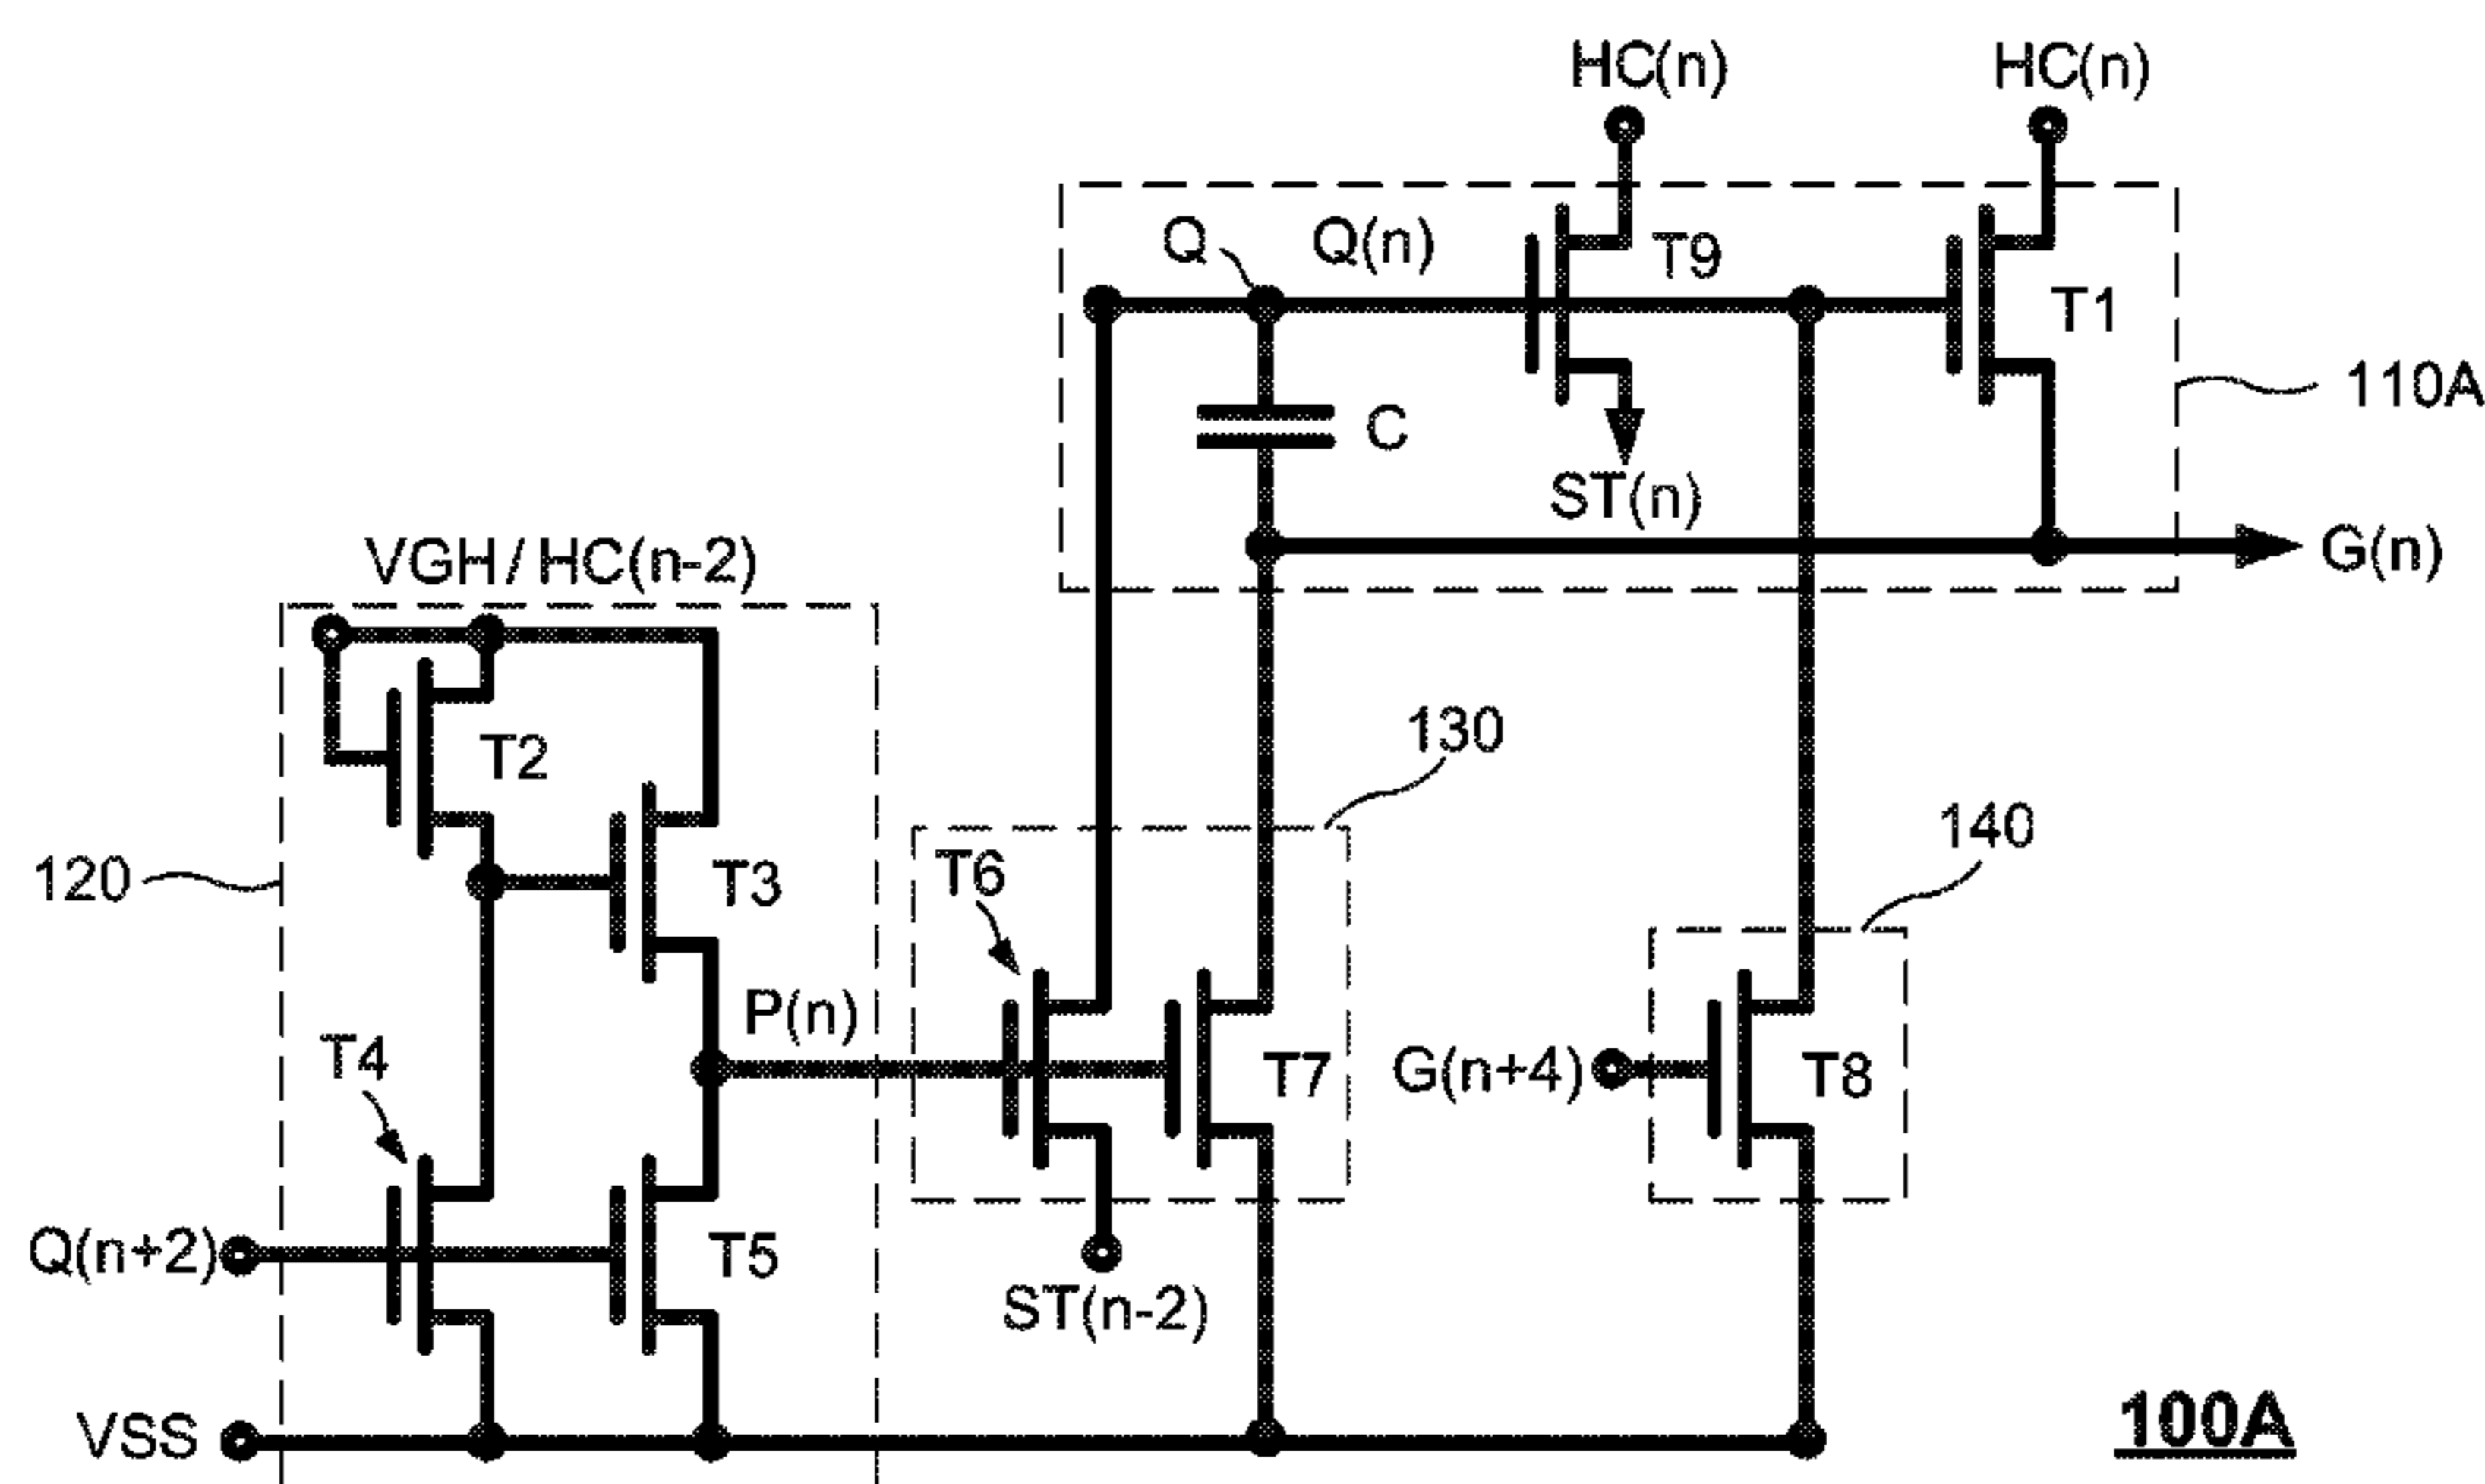 HC(n) HC(n)
Q Q(n) T9 T1
110A
C
ST(n)
G(n)
VGH/HC(n-2)
T2
130
120
T3
T6
140
P(n)
T4
T7
G(n+4)
T8
Q(n+2)
T5
ST(n-2)
VSS
100A